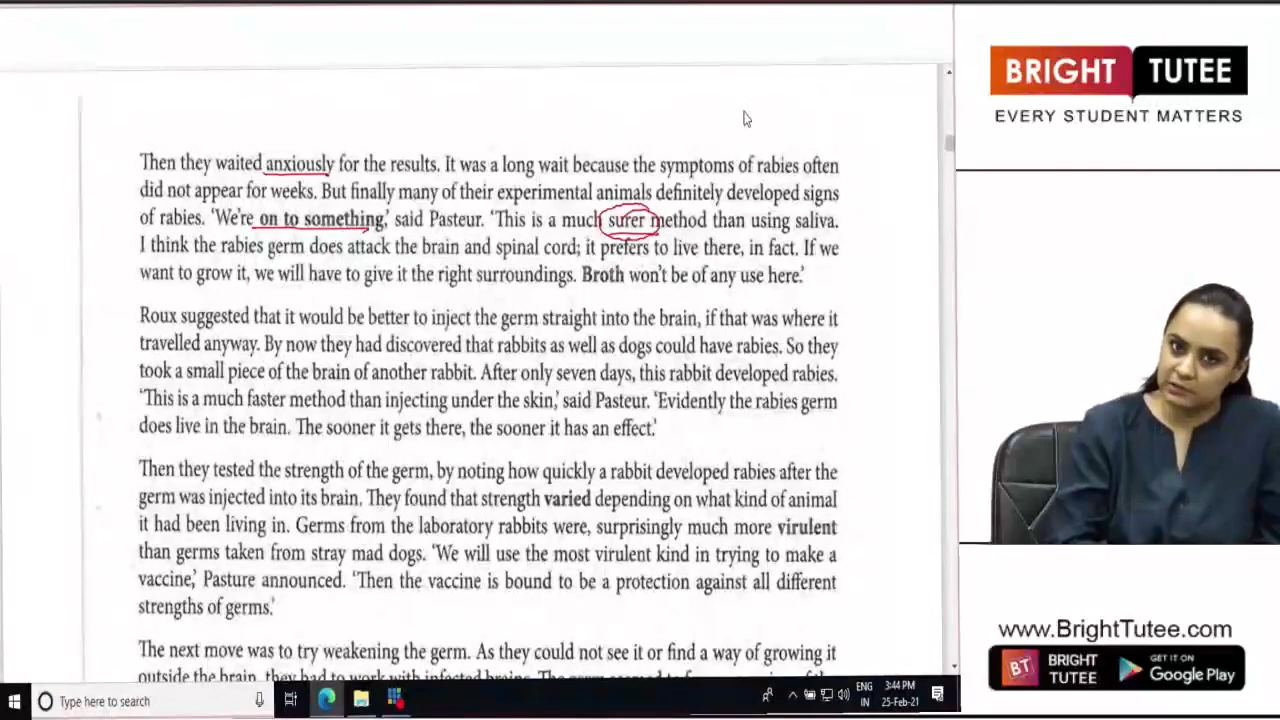 Then they waited anxiously for the results. It was a long wait because the symptoms of rabies often
did not appear for weeks. But finally many of their experimental animals definitely developed signs
of rabies. 'We're on to something,' said Pasteur. 'This is a much surer method than using saliva.
I think the rabies germ does attack the brain and spinal cord; it prefers to live there, in fact. If we
want to grow it, we will have to give it the right surroundings. Broth won't be of any use here.'
Roux suggested that it would be better to inject the germ straight into the brain, if that was where it
travelled anyway. By now they had discovered that rabbits as well as dogs could have rabies. So they
took a small piece of the brain of another rabbit. After only seven days, this rabbit developed rabies.
'This is a much faster method than injecting under the skin,' said Pasteur. 'Evidently the rabies germ
does live in the brain. The sooner it gets there, the sooner it has an effect.'
Then they tested the strength of the germ, by noting how quickly a rabbit developed rabies after the
germ was injected into its brain. They found that strength varied depending on what kind of animal
it had been living in. Germs from the laboratory rabbits were, surprisingly much more virulent
than germs taken from stray mad dogs. 'We will use the most virulent kind in trying to make a
vaccine,' Pasture announced. 'Then the vaccine is bound to be a protection against all different
strengths of germs.'
The next move was to try weakening the germ. As they could not see it or find a way of growing it
outside the brain, they had to work with infected brains. The germ seemed to
BRIGHT TUTEE
EVERY STUDENT MATTERS
www.BrightTutee.com
BT
BRIGHT
TUTEE
GET IT ON
Google Play
Type here to search
ENG
IN
3:44 PM
25-Feb-21